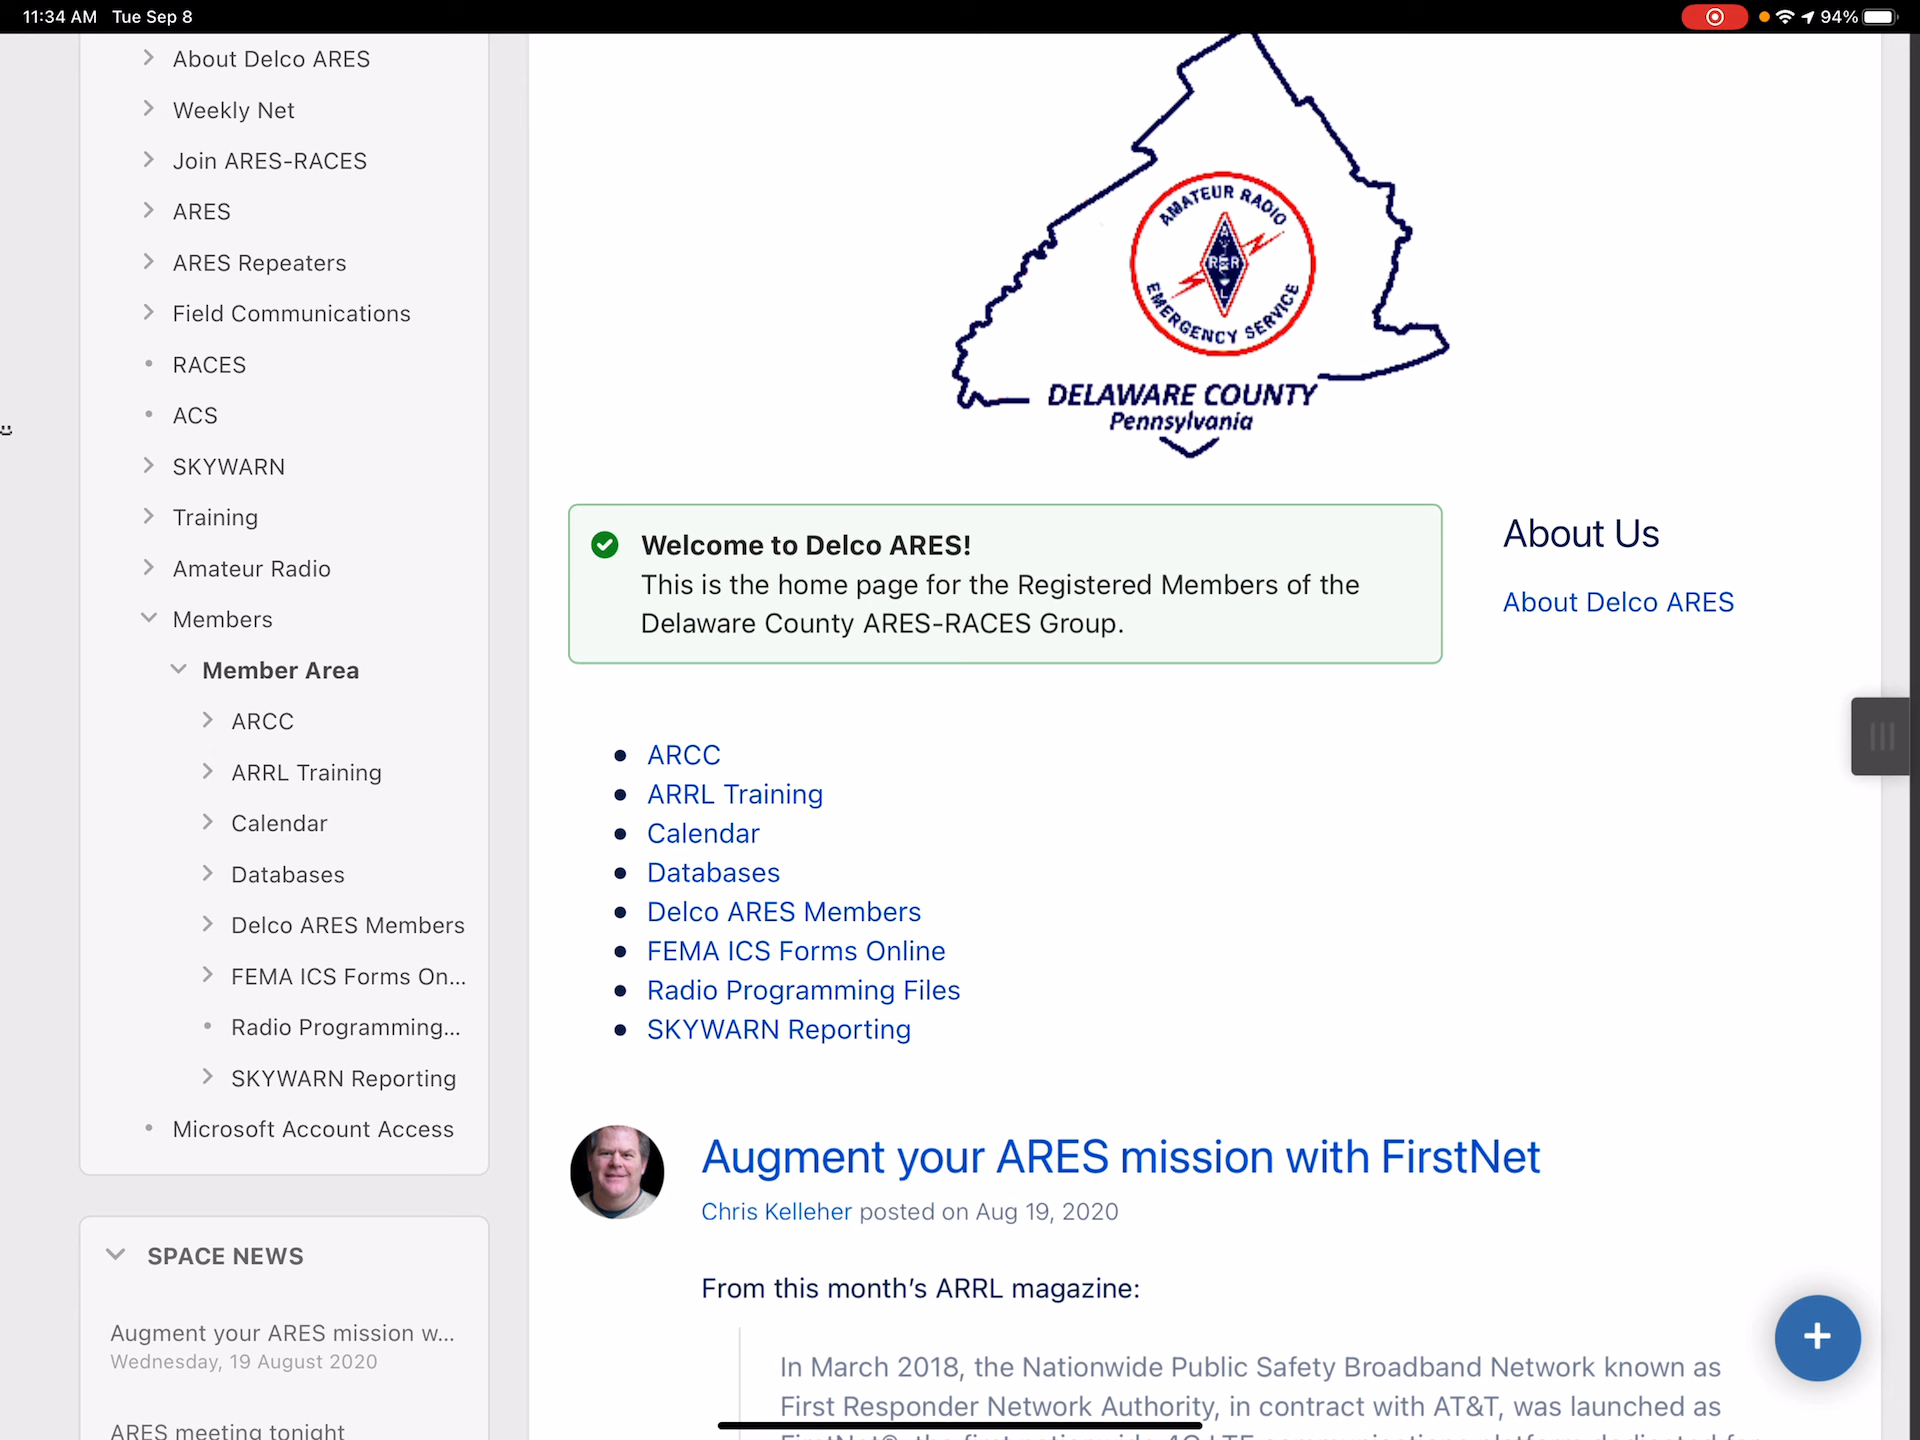 11:34 AM Tue Sep 8
94%
About Delco ARES
Weekly Net
Join ARES-RACES
ARES
ARES Repeaters
Field Communications
RACES
ACS
SKYWARN
Training
Amateur Radio
Members
Member Area
ARCC
ARRL Training
Calendar
Databases
Delco ARES Members
FEMA ICS Forms On...
Radio Programming...
SKYWARN Reporting
Microsoft Account Access
SPACE NEWS
Augment your ARES mission w...
Wednesday, 19 August 2020
ARES meeting tonight
AMATEUR RADIO
EMERGENCY SERVICE
DELAWARE COUNTY
Pennsylvania
Welcome to Delco ARES!
This is the home page for the Registered Members of the
Delaware County ARES-RACES Group.
About Us
About Delco ARES
ARCC
ARRL Training
Calendar
Databases
Delco ARES Members
FEMA ICS Forms Online
Radio Programming Files
SKYWARN Reporting
Augment your ARES mission with FirstNet
Chris Kelleher posted on Aug 19, 2020
From this month's ARRL magazine:
In March 2018, the Nationwide Public Safety Broadband Network known as
First Responder Network Authority, in contract with AT&T, was launched as